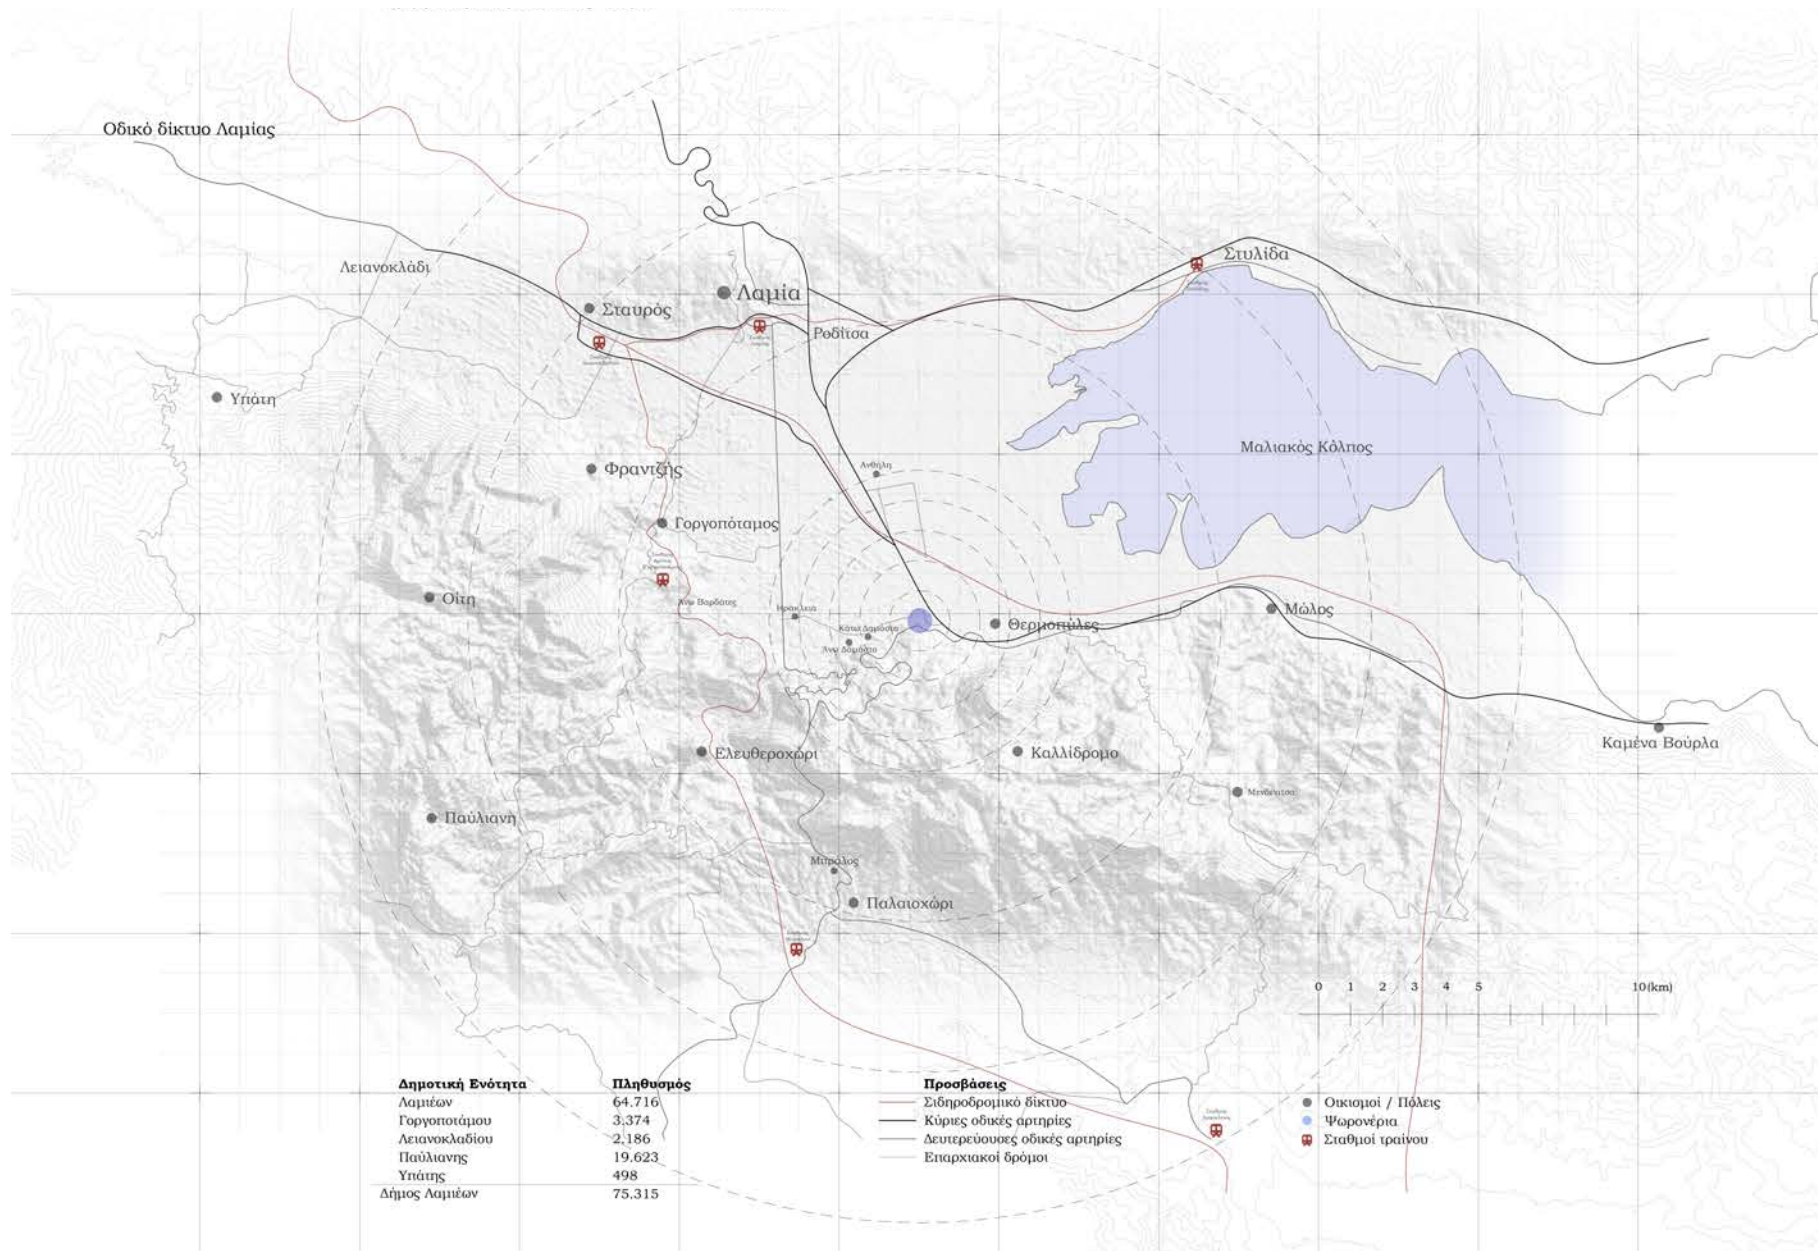 Οδικό δίκτυο Λαμίας
Στυλίδα
Λειανοκλάδι
Λαμία
Σταυρός
Ροδίτσα
Υπάτη
Μαλιακός Κόλπος
Ανθήλη
Φραντζής
Γοργοπόταμος
Οίτη
Άνω Βαρδάτες
Ηράκλεια
Μώλος
Θερμοπύλες
Κάτω Δαμάστα
Άνω Δαμάστα
Καμένα Βούρλα
Ελευθεροχώρι
Καλλίδρομο
Μενδενίτσα
Παύλιανη
Μπράλος
Παλαιοχώρι
0 1 2 3 4 5 10(km)
Δημοτική Ενότητα Πληθυσμός
Λαμιέων 64.716
Γοργοποτάμου 3.374
Λειανοκλαδίου 2.186
Παύλιανης 19.623
Υπάτης 498
Δήμος Λαμιέων 75.315
Προσβάσεις
Σιδηροδρομικό δίκτυο
Κύριες οδικές αρτηρίες
Δευτερεύουσες οδικές αρτηρίες
Επαρχιακοί δρόμοι
Οικισμοί / Πόλεις
Ψωρονέρια
Σταθμοί τραίνου